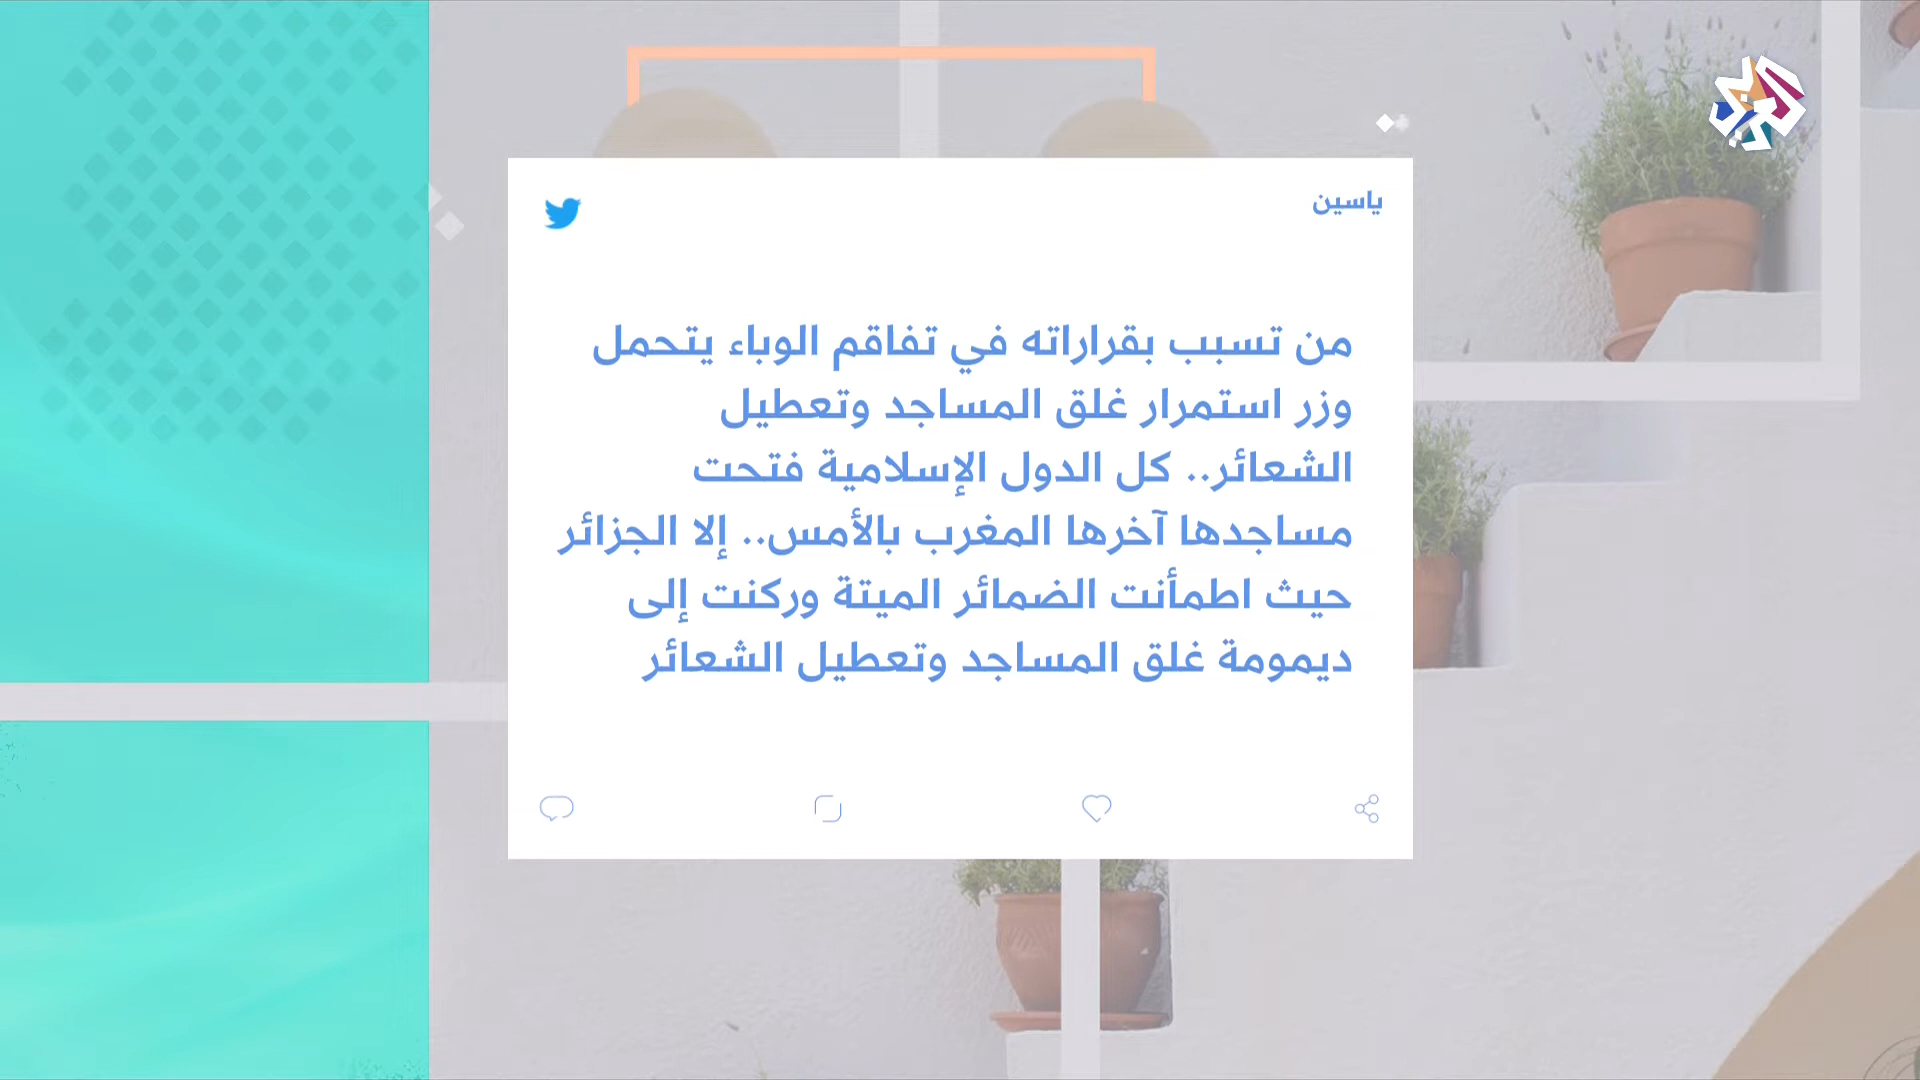 ياسين
من تسبب بقراراته في تفاقم الوباء يتحمل
وزر استمرار غلق المساجد وتعطيل
الشعائر.. كل الدول الإسلامية فتحت
مساجدها آخرها المغرب بالأمس.. إلا الجزائر
حيث اطمأنت الضمائر الميتة وركنت إلى
ديمومة غلق المساجد وتعطيل الشعائر